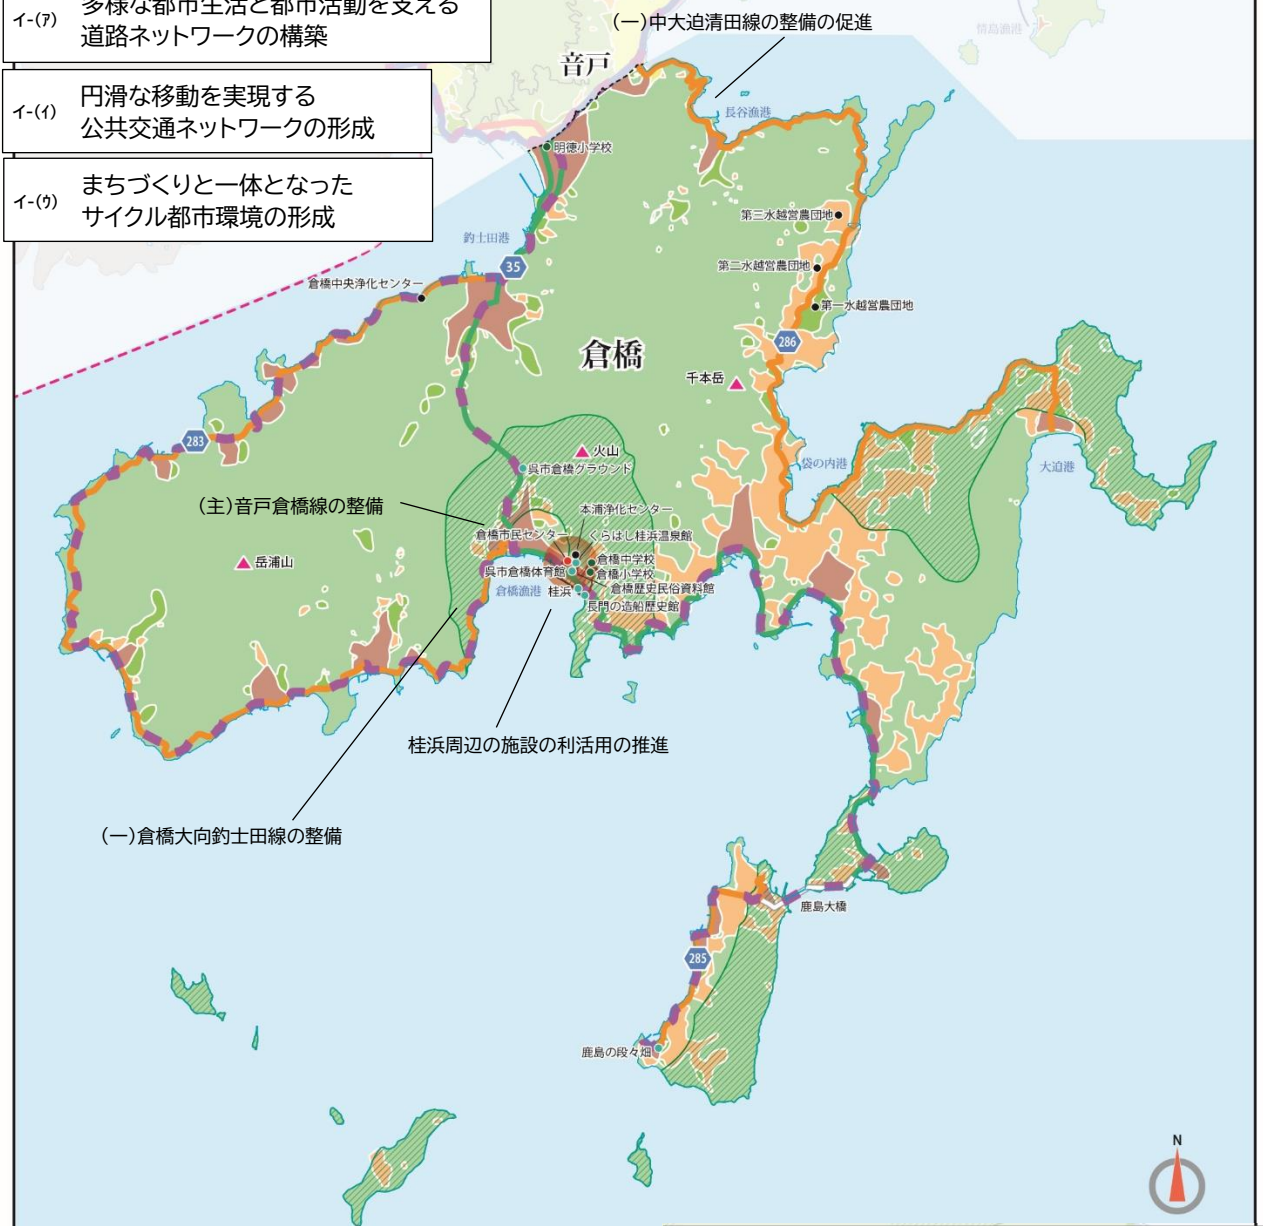 多様な都市生活と都市活動を支える
イ-(ｱ)
道路ネットワークの構築
円滑な移動を実現する
イ-(ｲ)
公共交通ネットワークの形成
まちづくりと一体となった
イ-(ｳ)
サイクル都市環境の形成
(一)中大迫清田線の整備の促進
情島漁港
音戸
長谷漁港
明徳小学校
第三水越営農団地
釣士田港
35
第二水越営農団地
倉橋中央浄化センター
第一水越営農団地
286
倉橋
千本岳
283
火山
袋の内港
大迫港
呉市倉橋グラウンド
(主)音戸倉橋線の整備
本浦浄化センター
倉橋市民センター
くらはし桂浜温泉館
岳浦山
倉橋中学校
呉市倉橋体育館
倉橋小学校
倉橋漁港
桂浜
倉橋歴史民俗資料館
長門の造船歴史館
桂浜周辺の施設の利活用の推進
(一)倉橋大向釣士田線の整備
鹿島大橋
285
鹿島の段々畑
N